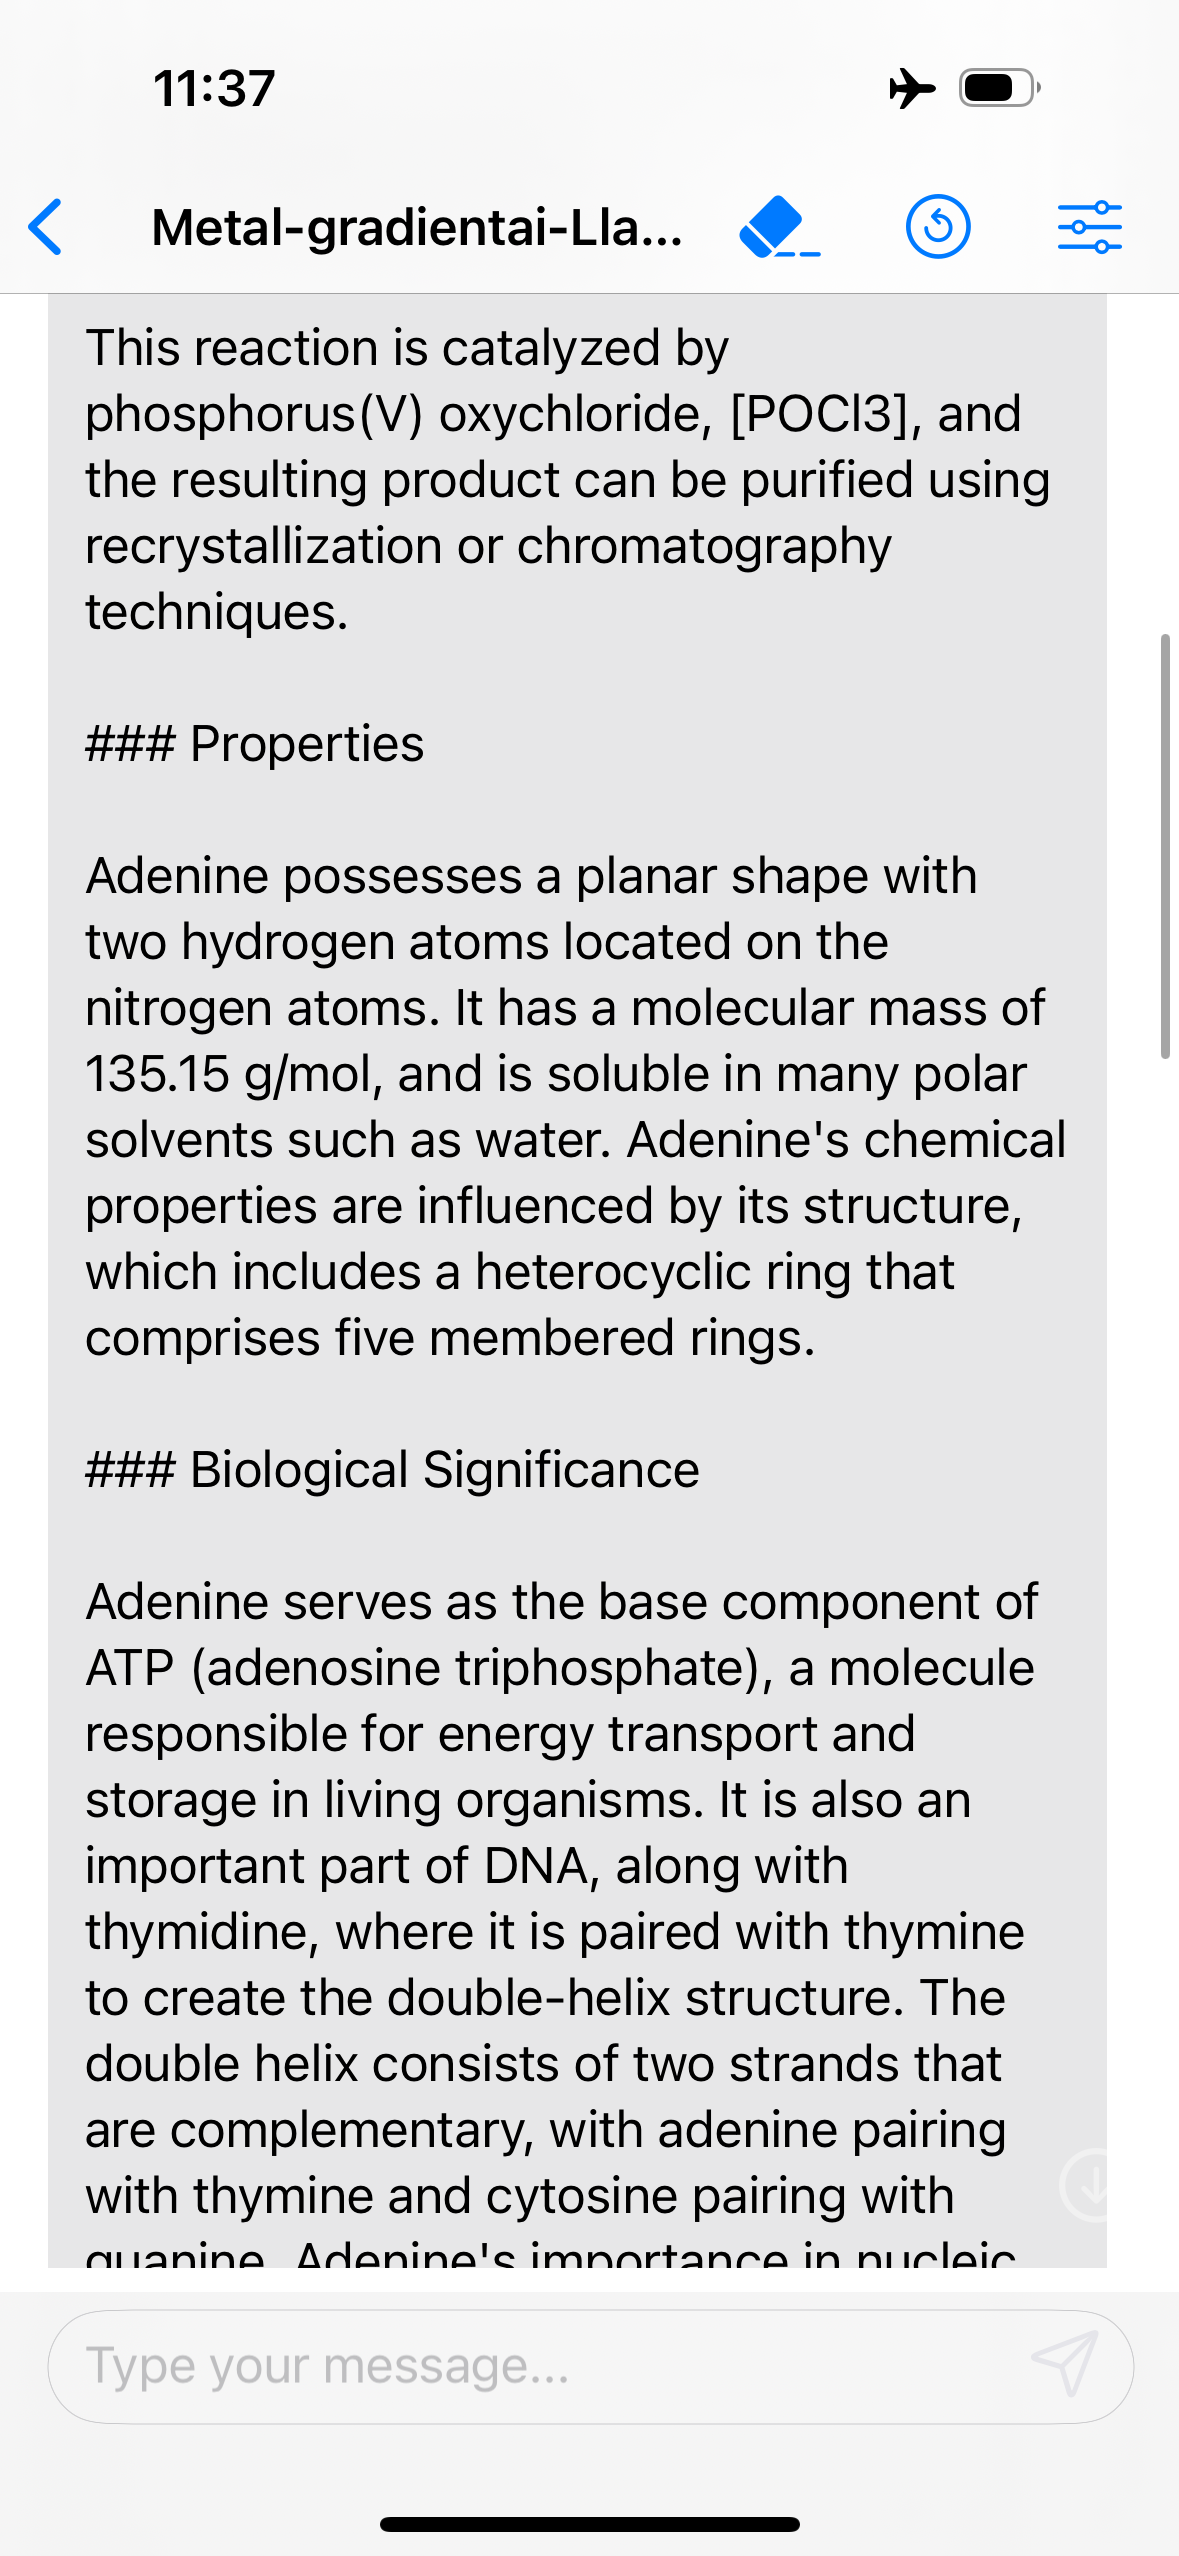 11:37
Metal-gradientai-Lla...
This reaction is catalyzed by
phosphorus(V) oxychloride, [POCl3], and
the resulting product can be purified using
recrystallization or chromatography
techniques.
### Properties
Adenine possesses a planar shape with
two hydrogen atoms located on the
nitrogen atoms. It has a molecular mass of
135.15 g/mol, and is soluble in many polar
solvents such as water. Adenine's chemical
properties are influenced by its structure,
which includes a heterocyclic ring that
comprises five membered rings.
### Biological Significance
Adenine serves as the base component of
ATP (adenosine triphosphate), a molecule
responsible for energy transport and
storage in living organisms. It is also an
important part of DNA, along with
thymidine, where it is paired with thymine
to create the double-helix structure. The
double helix consists of two strands that
are complementary, with adenine pairing
with thymine and cytosine pairing with
guanine. Adenine's importance in nucleic
Type your message...